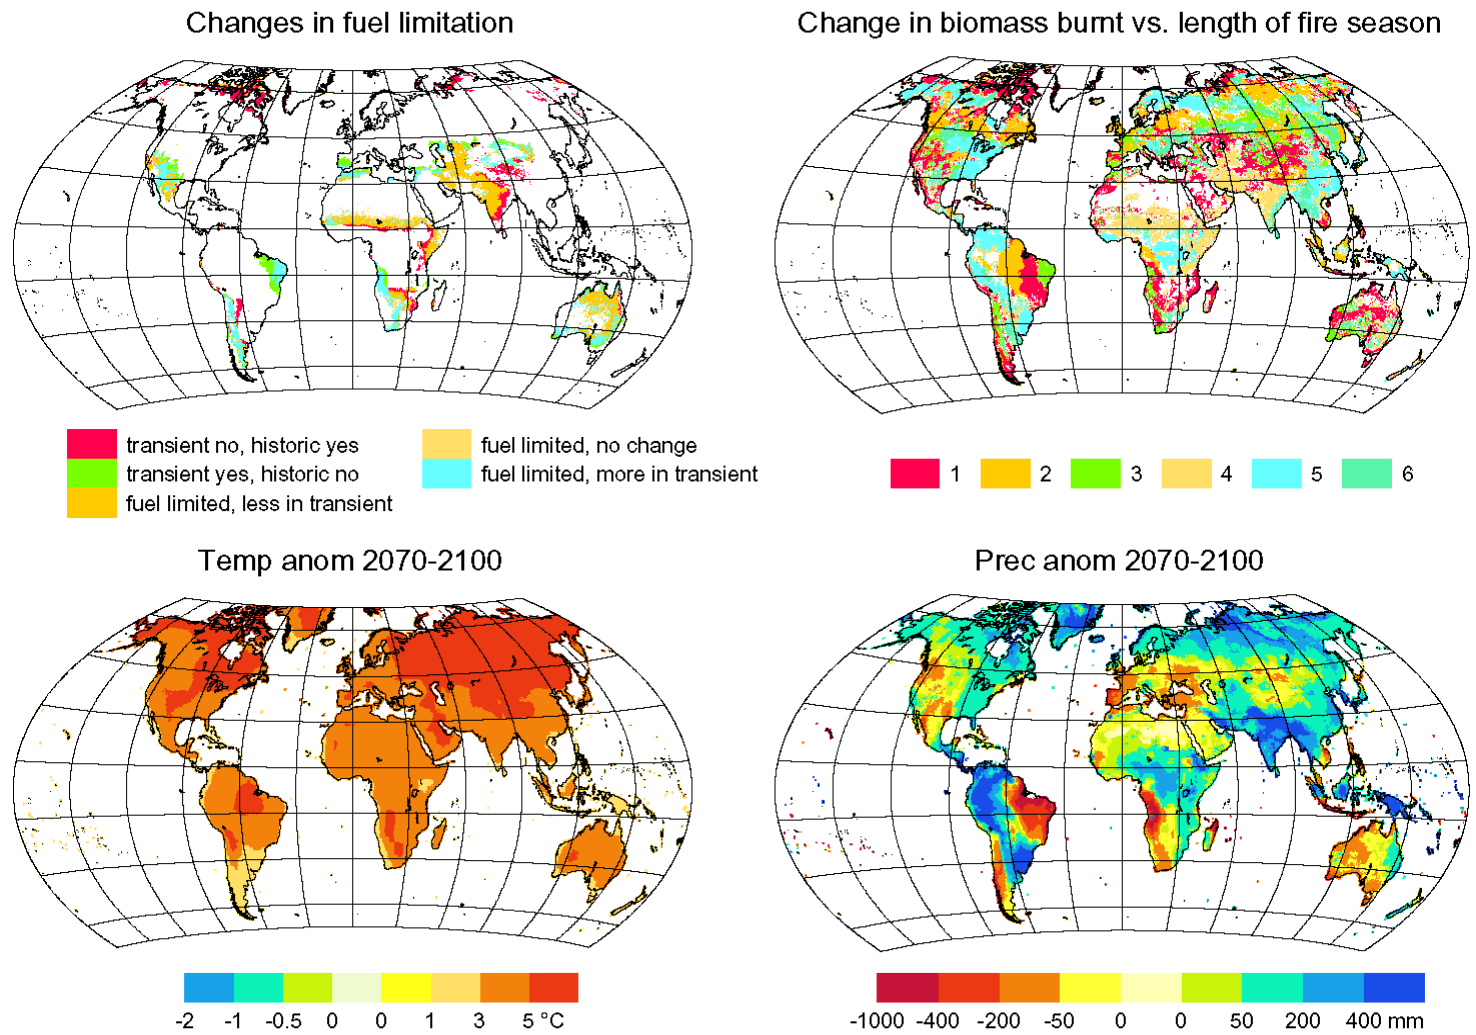 Changes in fuel limitation
Change in biomass burnt vs. length of fire season
transient no, historic yes
transient yes, historic no
fuel limited, less in transient
fuel limited, no change
fuel limited, more in transient
1 2 3 4 5 6
Temp anom 2070-2100
Prec anom 2070-2100
-2 -1 -0.5 0 0 1 3 5 °C
-1000 -400 -200 -50 0 0 50 200 400 mm